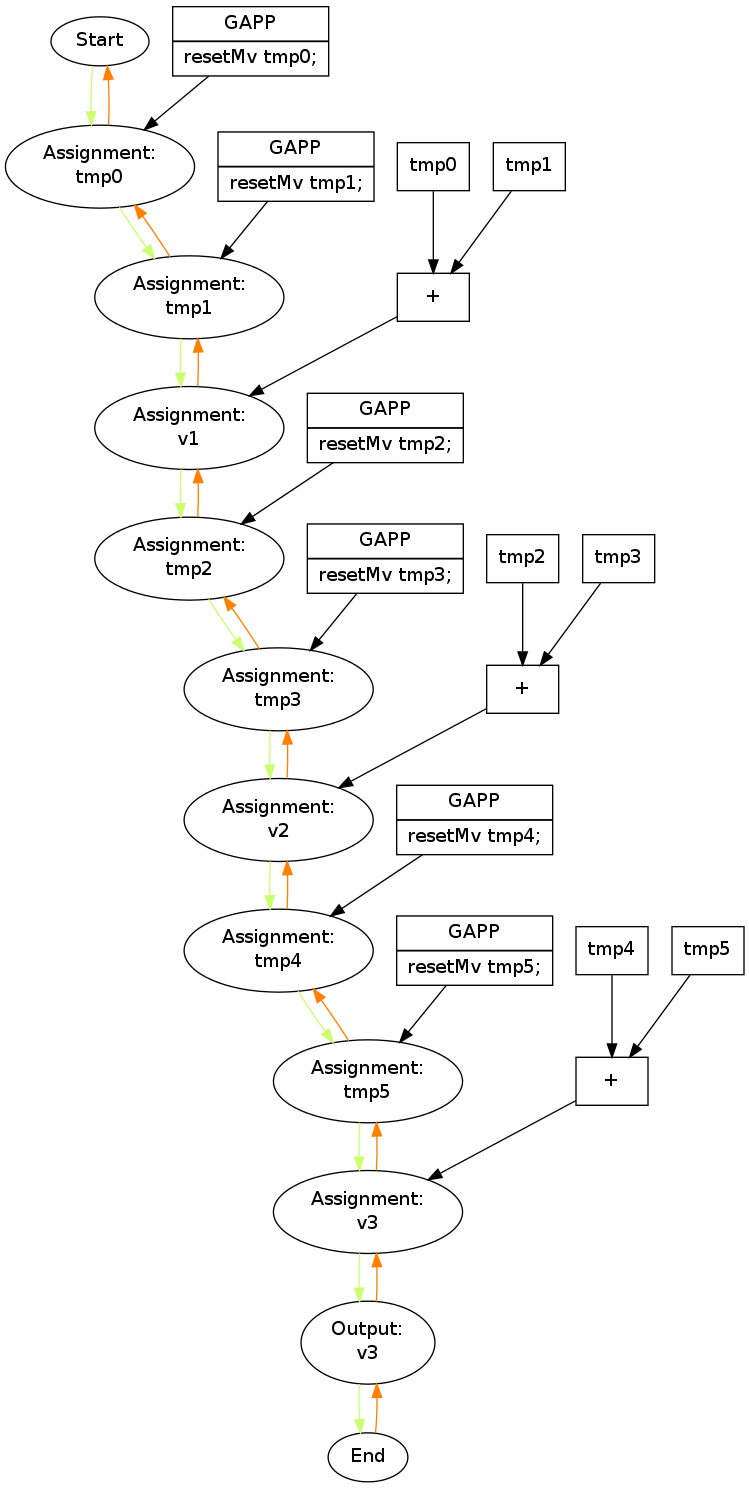 Start
GAPP
resetMv tmp0;
Assignment:
tmp0
GAPP
resetMv tmp1;
tmp0
tmp1
Assignment:
tmp1
+
Assignment:
v1
GAPP
resetMv tmp2;
Assignment:
tmp2
GAPP
resetMv tmp3;
tmp2
tmp3
Assignment:
tmp3
+
Assignment:
v2
GAPP
resetMv tmp4;
Assignment:
tmp4
GAPP
resetMv tmp5;
tmp4
tmp5
Assignment:
tmp5
+
Assignment:
v3
Output:
v3
End